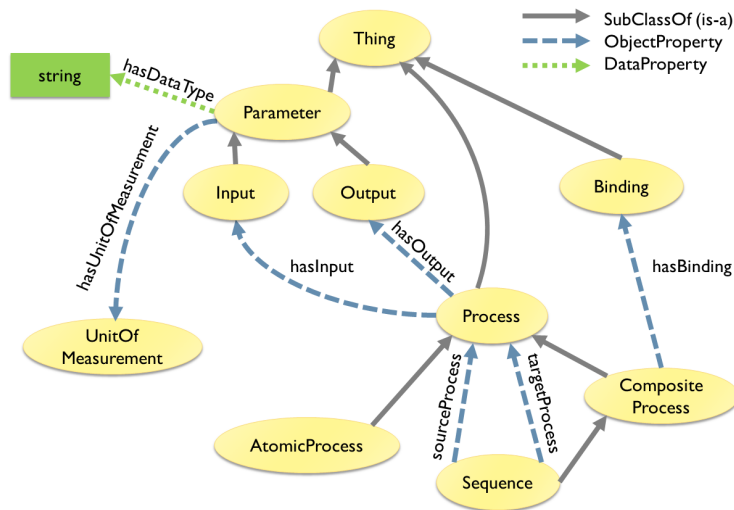 SubClassOf (is-a)
ObjectProperty
DataProperty
Thing
string
hasDataType
Parameter
Input
Output
Binding
hasUnitOfMeasurement
hasInput
hasOutput
hasBinding
UnitOf
Measurement
Process
sourceProcess
targetProcess
Composite
Process
AtomicProcess
Sequence